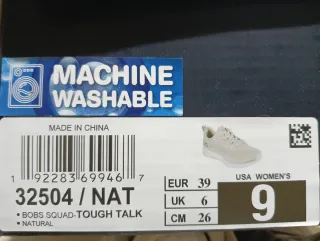 MACHINE
WASHABLE
MADE IN CHINA
1 92283 69946 7
32504 / NAT
• BOBS SQUAD-TOUGH TALK
• NATURAL
EUR 39
UK 6
CM 26
USA WOMEN'S
9